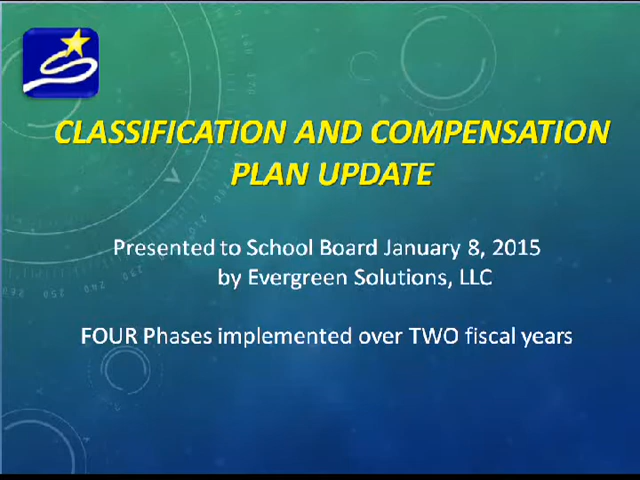 CLASSIFICATION AND COMPENSATION
PLAN UPDATE
Presented to School Board January 8, 2015
by Evergreen Solutions, LLC
FOUR Phases implemented over TWO fiscal years